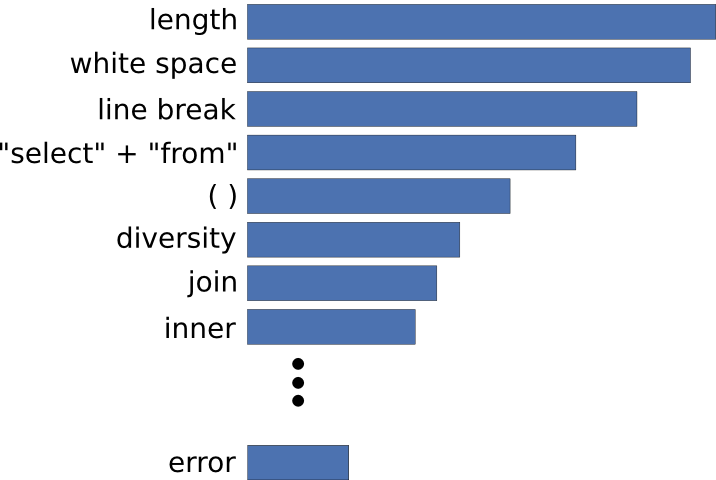 length
white space
line break
"select" + "from"
( )
diversity
join
inner
error